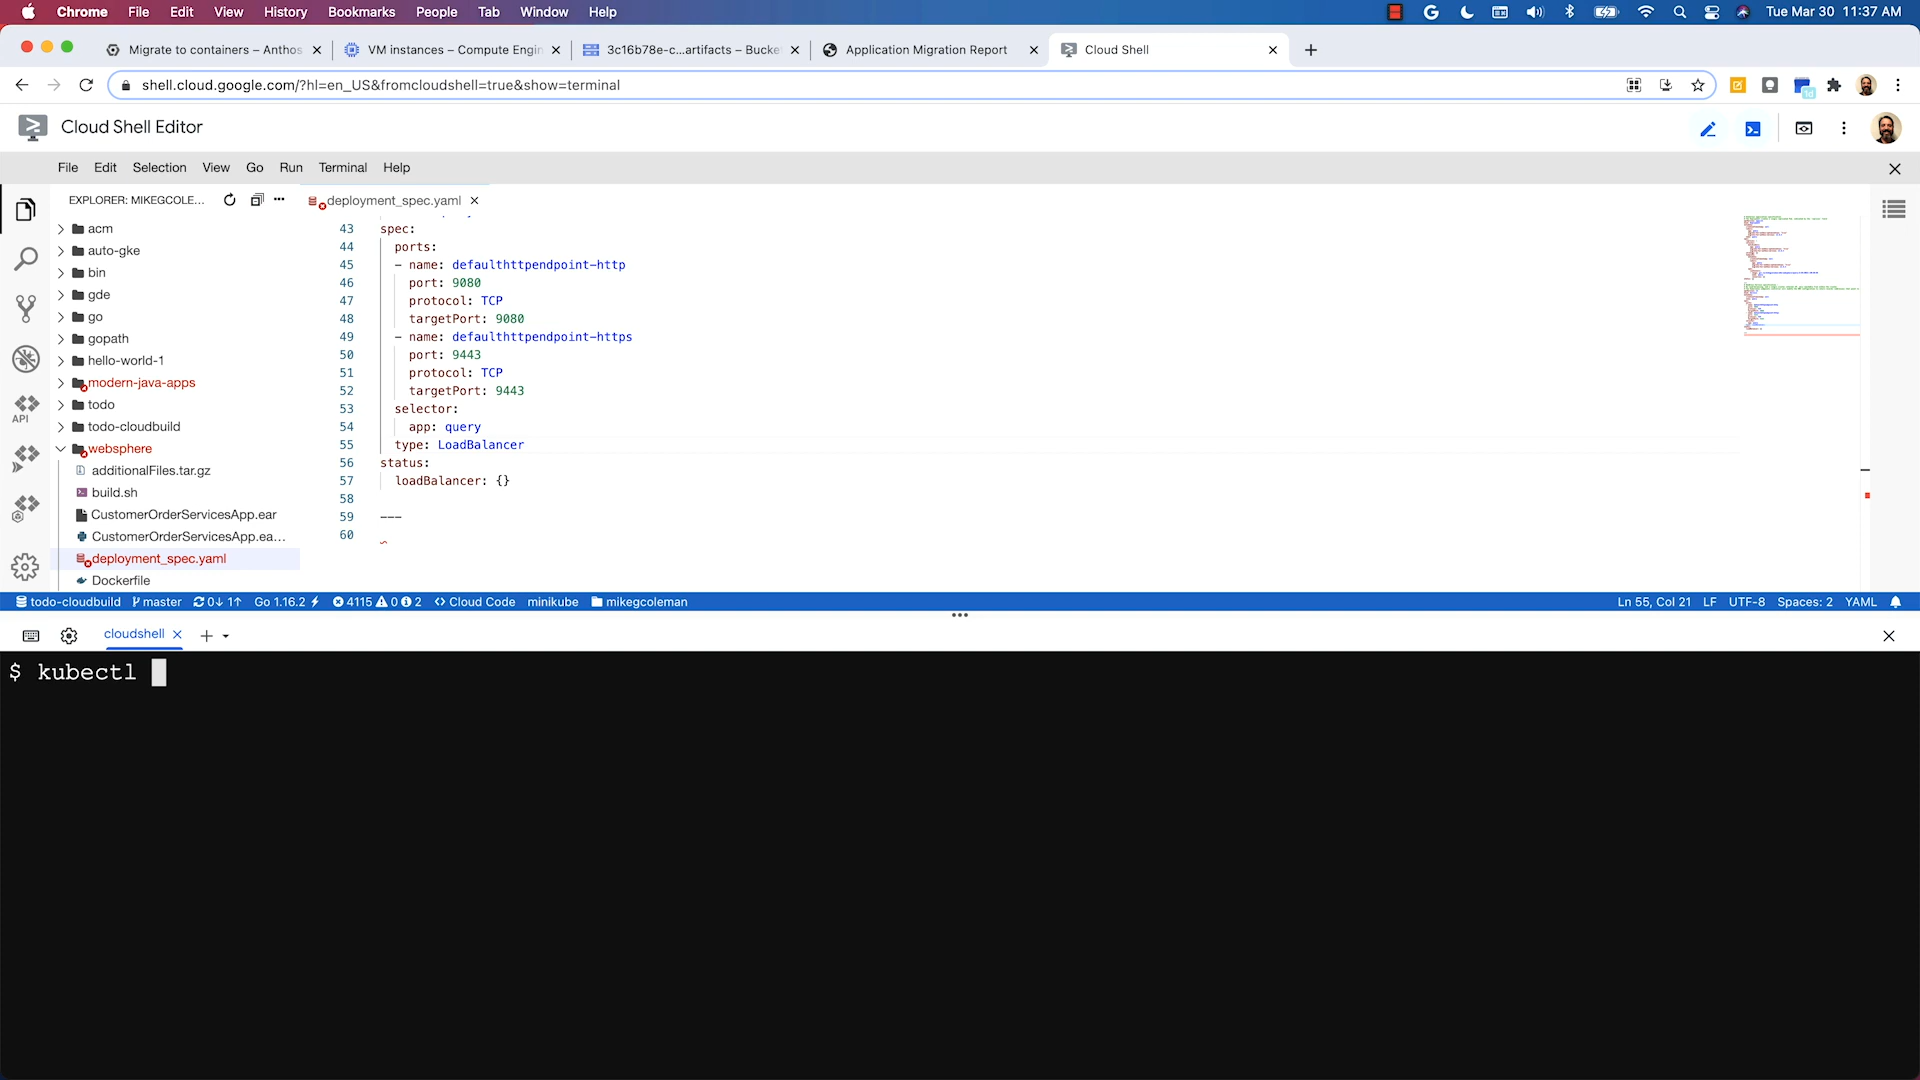 Chrome File Edit View History Bookmarks People Tab Window Help Tue Mar 30 11:37 AM
Migrate to containers – Anthos VM instances – Compute Engin 3c16b78e-c...artifacts – Bucke Application Migration Report Cloud Shell
shell.cloud.google.com/?hl=en_US&fromcloudshell=true&show=terminal
Cloud Shell Editor
File Edit Selection View Go Run Terminal Help
EXPLORER: MIKEGCOLE...
acm
auto-gke
bin
gde
go
gopath
hello-world-1
modern-java-apps
todo
todo-cloudbuild
websphere
additionalFiles.tar.gz
build.sh
CustomerOrderServicesApp.ear
CustomerOrderServicesApp.ea...
deployment_spec.yaml
Dockerfile
API
deployment_spec.yaml
43 spec:
44 ports:
45 - name: defaulthttpendpoint-http
46 port: 9080
47 protocol: TCP
48 targetPort: 9080
49 - name: defaulthttpendpoint-https
50 port: 9443
51 protocol: TCP
52 targetPort: 9443
53 selector:
54 app: query
55 type: LoadBalancer
56 status:
57 loadBalancer: {}
58
59 ---
60
todo-cloudbuild master 0↓ 1↑ Go 1.16.2 4115 0 2 <> Cloud Code minikube mikegcoleman Ln 55, Col 21 LF UTF-8 Spaces: 2 YAML
cloudshell
$ kubectl